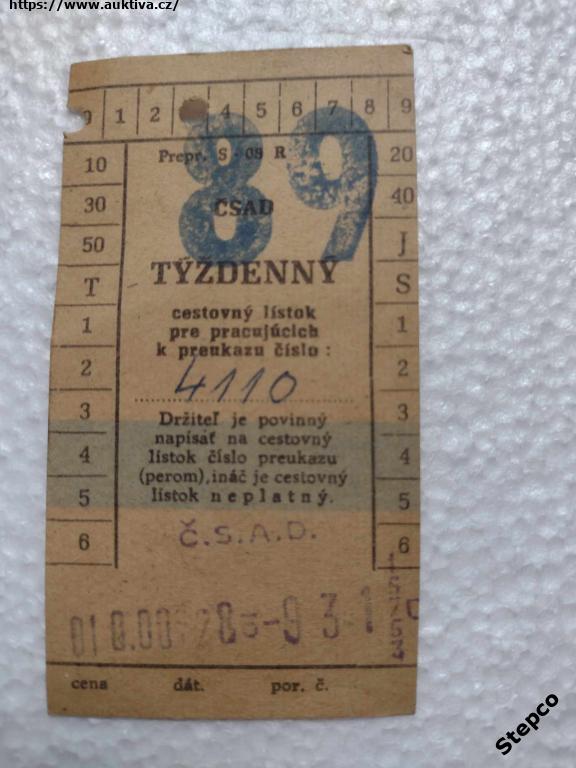 https://www.auktiva.cz/
1 2 4 5 6 7 8 9
89
10 Prepr. S-08 R 20
30 ČSAD 40
50 J
TÝŽDENNÝ
T S
cestovný lístok
1 pre pracujúcich 1
k preukazu číslo:
2 4110 2
3 Držiteľ je povinný 3
napísať na cestovný
4 lístok číslo preukazu 4
(perom), ináč je cestovný
5 lístok neplatný. 5
6 Č.S.A.D. 6
cena dát. por. č.
Stepco